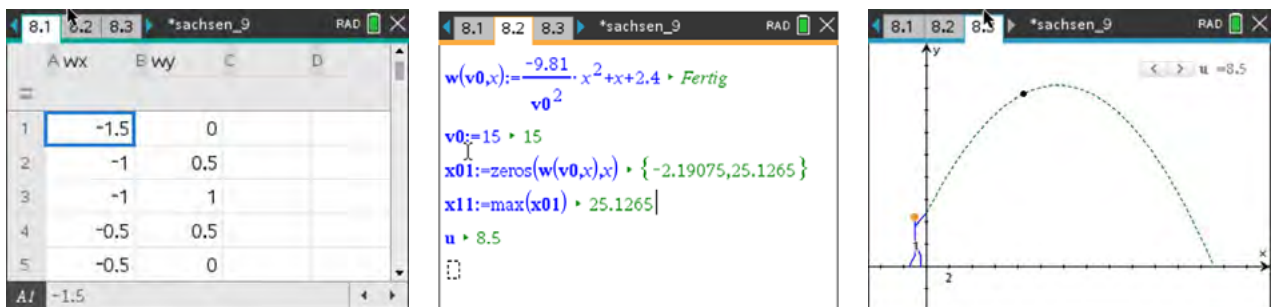 8.1 8.2 8.3 *sachsen_9 RAD
A wx B wy C D
=
1 -1.5 0
2 -1 0.5
3 -1 1
4 -0.5 0.5
5 -0.5 0
A1 -1.5
8.1 8.2 8.3 *sachsen_9 RAD
w(v0,x):=-9.81/v0^2·x^2+x+2.4 ▸ Fertig
v0:=15 ▸ 15
x01:=zeros(w(v0,x),x) ▸ {-2.19075,25.1265}
x11:=max(x01) ▸ 25.1265
u ▸ 8.5
8.1 8.2 8.3 *sachsen_9 RAD
y
< > u =8.5
1
2
x